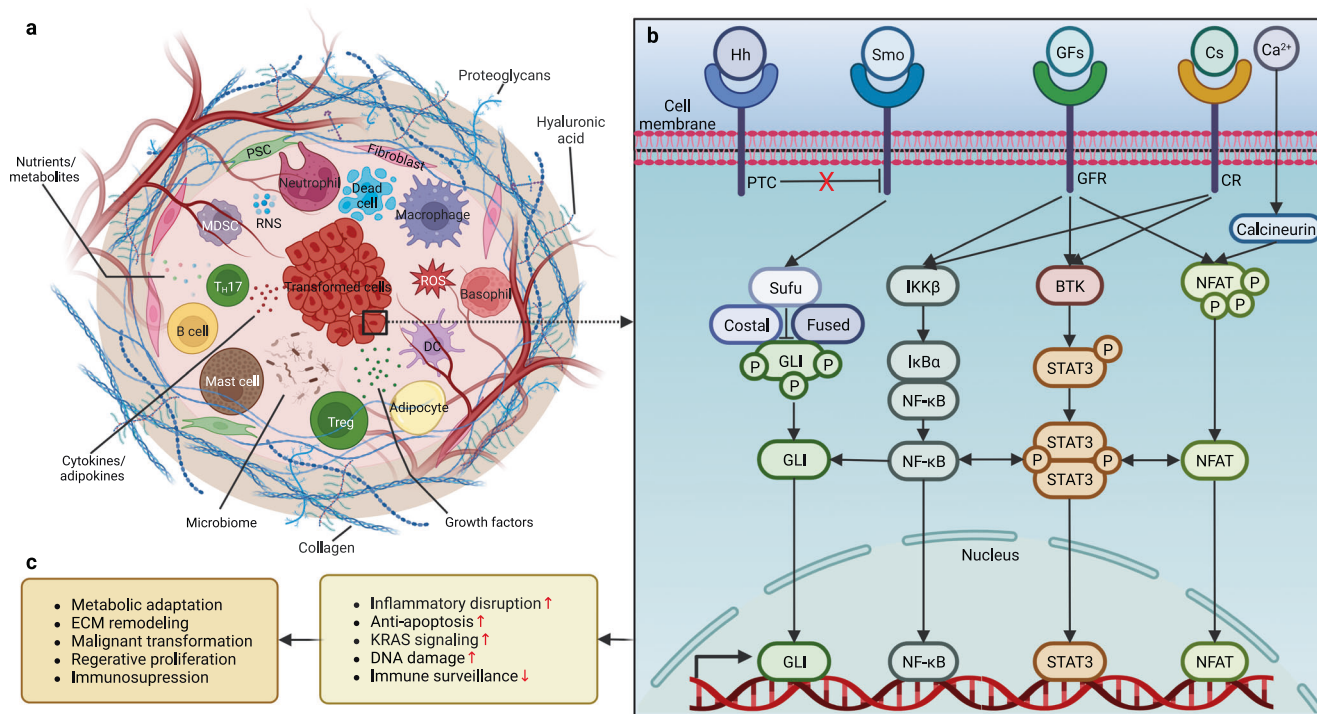 a
Proteoglycans
Hyaluronic
acid
Nutrients/
metabolites
PSC
Fibroblast
Neutrophil
Dead
cell
Macrophage
MDSC
RNS
TH17
Transformed cells
ROS
Basophil
B cell
DC
Mast cell
Treg
Adipocyte
Cytokines/
adipokines
Microbiome
Growth factors
Collagen
b
Hh
Smo
GFs
Cs
Ca²⁺
Cell
membrane
PTC
X
GFR
CR
Calcineurin
Sufu
IKKβ
BTK
NFAT
P
P
P
Costal
Fused
GLI
P
P
P
IκBα
NF-κB
STAT3
P
GLI
NF-κB
STAT3
P
P
STAT3
NFAT
Nucleus
GLI
NF-κB
STAT3
NFAT
c
• Metabolic adaptation
• ECM remodeling
• Malignant transformation
• Regerative proliferation
• Immunosupression
• Inflammatory disruption ↑
• Anti-apoptosis ↑
• KRAS signaling ↑
• DNA damage ↑
• Immune surveillance ↓